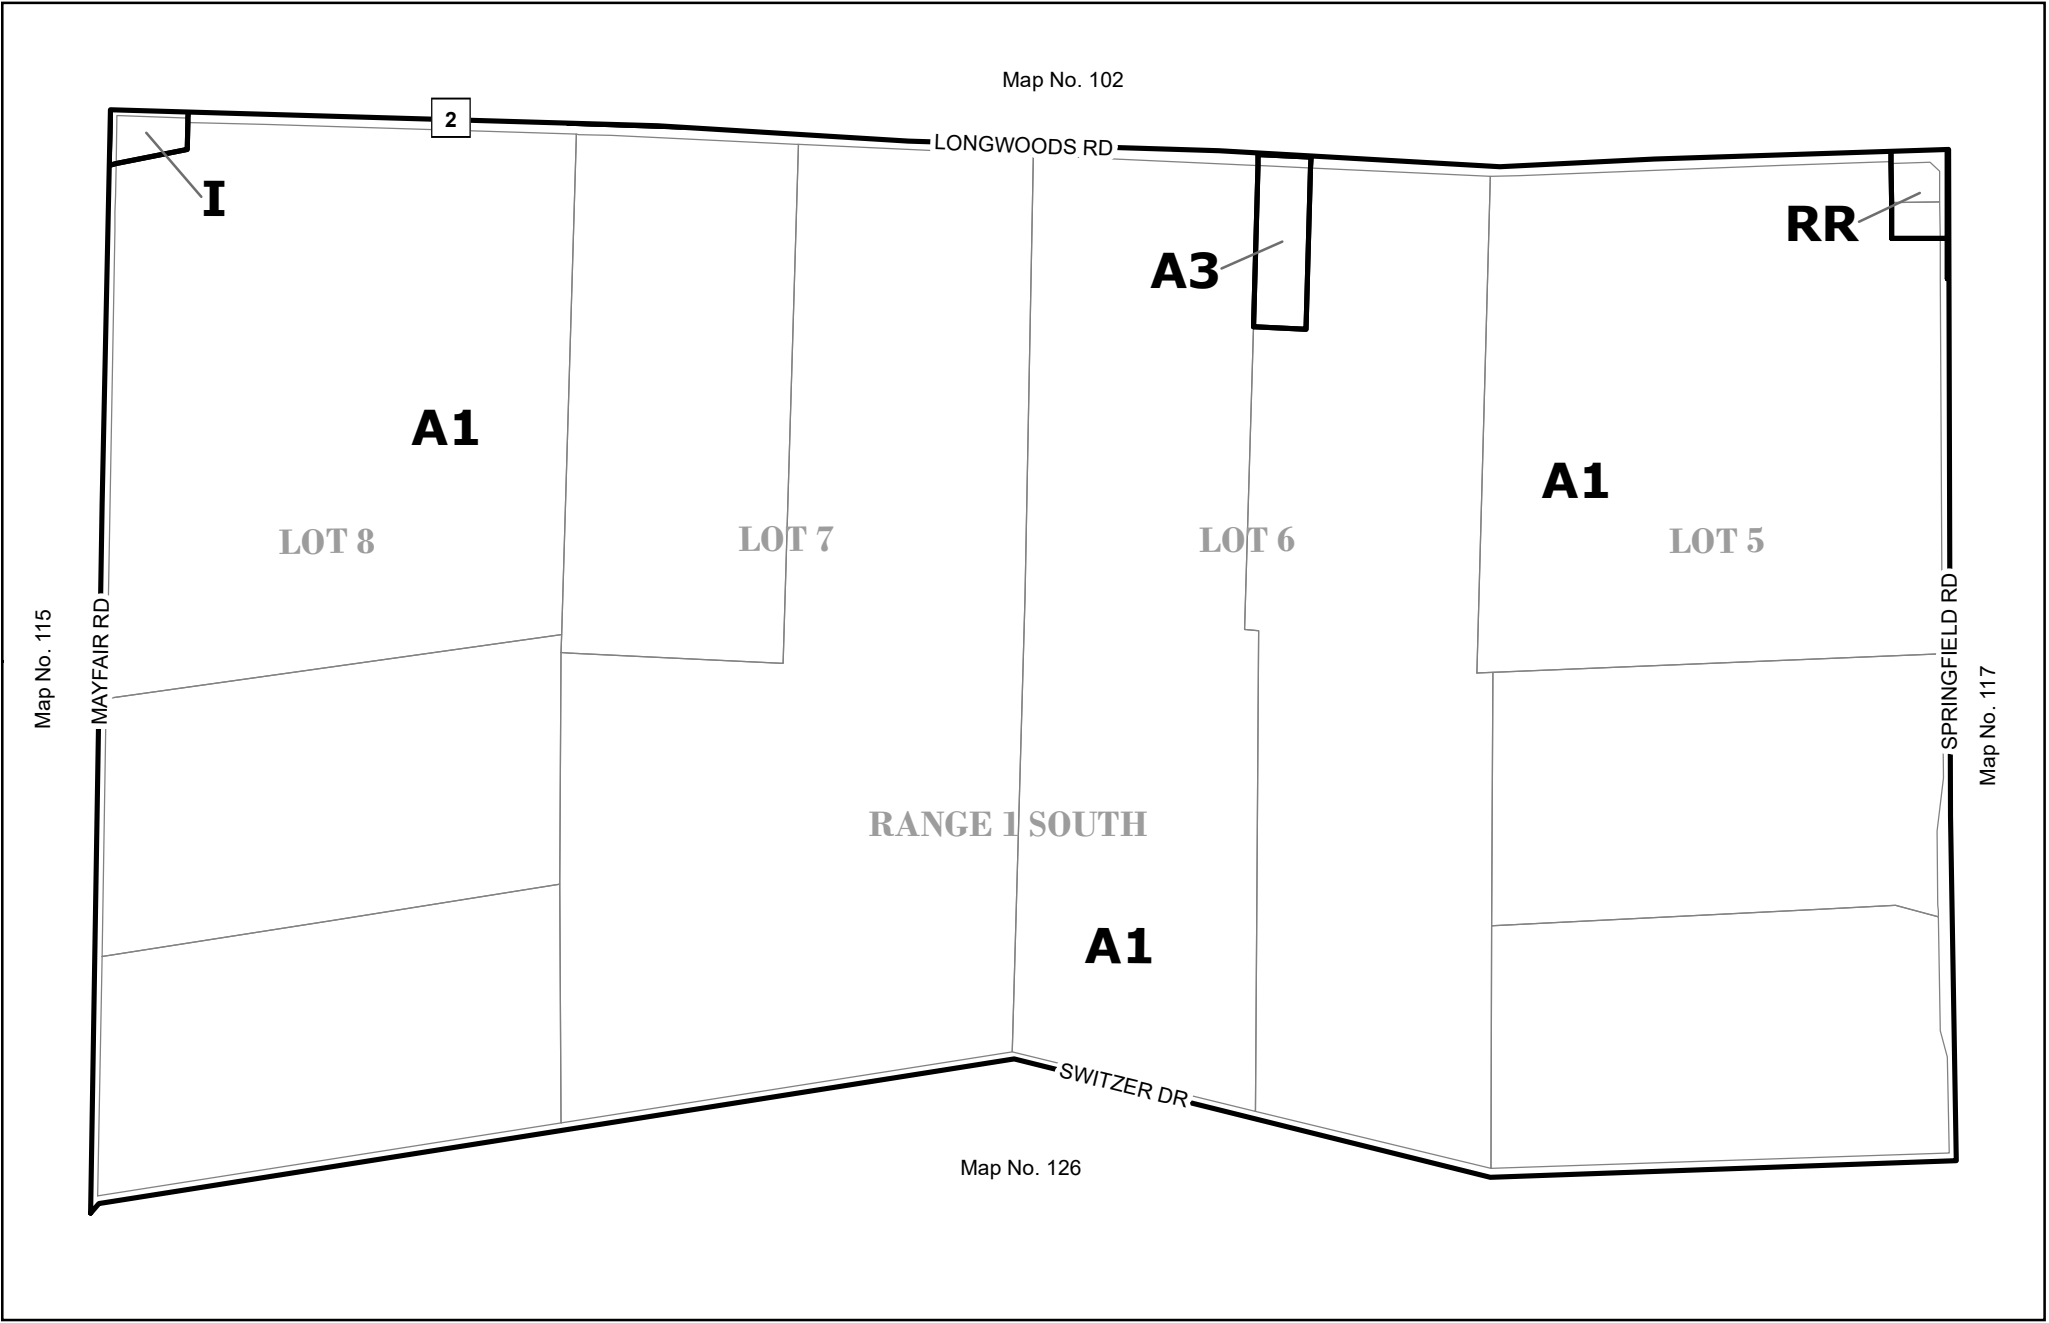 Map No. 102
2
LONGWOODS RD
I
RR
A3
A1
A1
LOT 8
LOT 7
LOT 6
LOT 5
MAYFAIR RD
Map No. 115
SPRINGFIELD RD
Map No. 117
RANGE 1 SOUTH
A1
SWITZER DR
Map No. 126